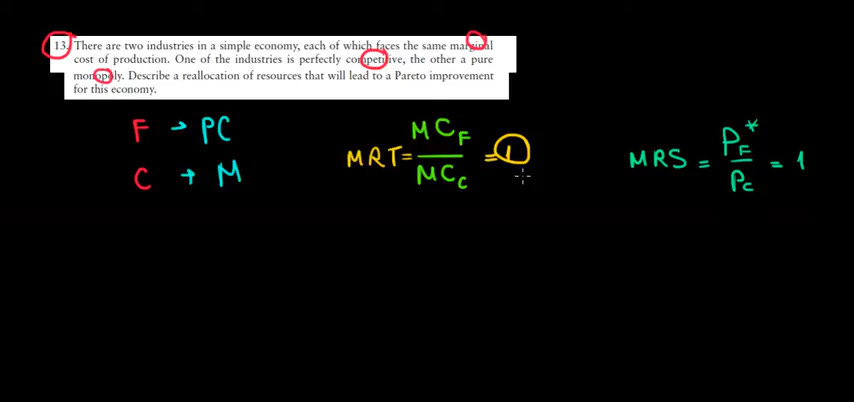 13. There are two industries in a simple economy, each of which faces the same marginal
cost of production. One of the industries is perfectly competitive, the other a pure
monopoly. Describe a reallocation of resources that will lead to a Pareto improvement
for this economy.
F → PC
C → M
MRT = MC_F / MC_C = 1
MRS = P_F* / P_C = 1